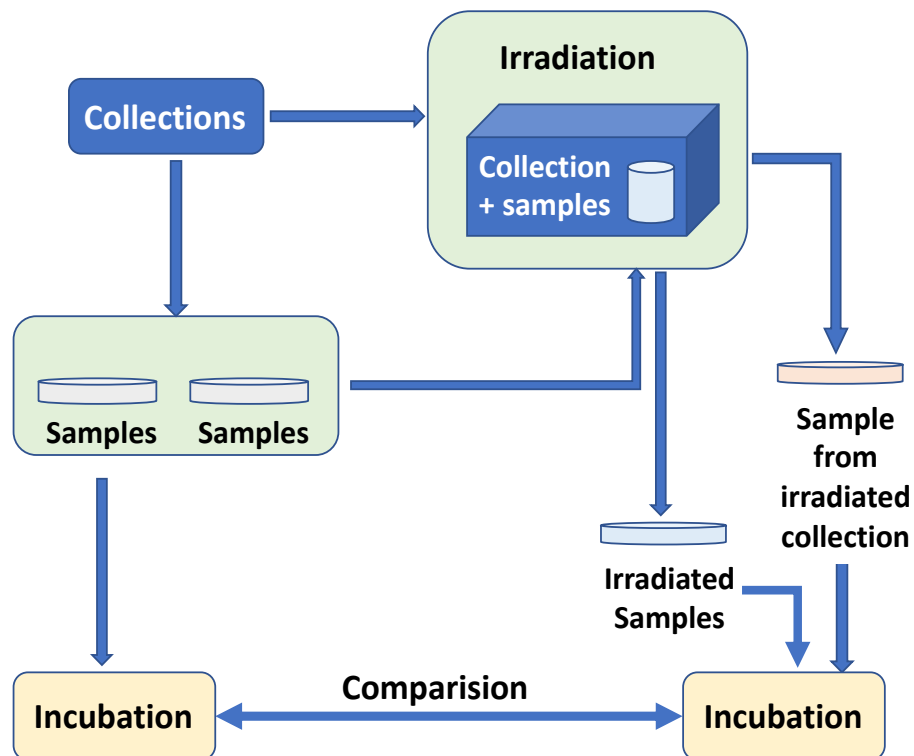 Irradiation
Collections
Collection
+ samples
Samples
Samples
Sample
from
irradiated
collection
Irradiated
Samples
Comparision
Incubation
Incubation